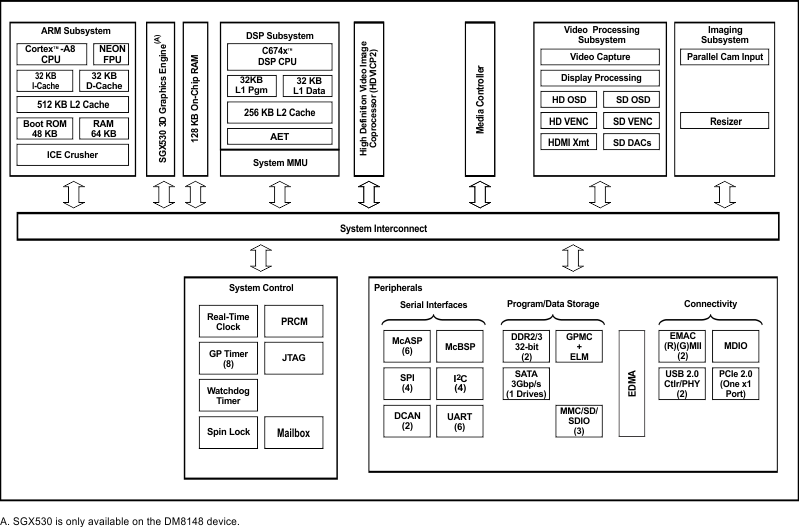 ARM Subsystem
Cortex™-A8
CPU
NEON
FPU
32 KB
I-Cache
32 KB
D-Cache
512 KB L2 Cache
Boot ROM
48 KB
RAM
64 KB
ICE Crusher
SGX530 3D Graphics Engine(A)
128 KB On-Chip RAM
DSP Subsystem
C674x™
DSP CPU
32KB
L1 Pgm
32 KB
L1 Data
256 KB L2 Cache
AET
System MMU
High Definition Video Image
Coprocessor (HDVICP2)
Media Controller
Video Processing
Subsystem
Video Capture
Display Processing
HD OSD
SD OSD
HD VENC
SD VENC
HDMI Xmt
SD DACs
Imaging
Subsystem
Parallel Cam Input
Resizer
System Interconnect
System Control
Real-Time
Clock
PRCM
GP Timer
(8)
JTAG
Watchdog
Timer
Spin Lock
Mailbox
Peripherals
Serial Interfaces
McASP
(6)
McBSP
SPI
(4)
I²C
(4)
DCAN
(2)
UART
(6)
Program/Data Storage
DDR2/3
32-bit
(2)
GPMC
+
ELM
SATA
3Gbp/s
(1 Drives)
MMC/SD/
SDIO
(3)
EDMA
Connectivity
EMAC
(R)(G)MII
(2)
MDIO
USB 2.0
Ctlr/PHY
(2)
PCIe 2.0
(One x1
Port)
A. SGX530 is only available on the DM8148 device.